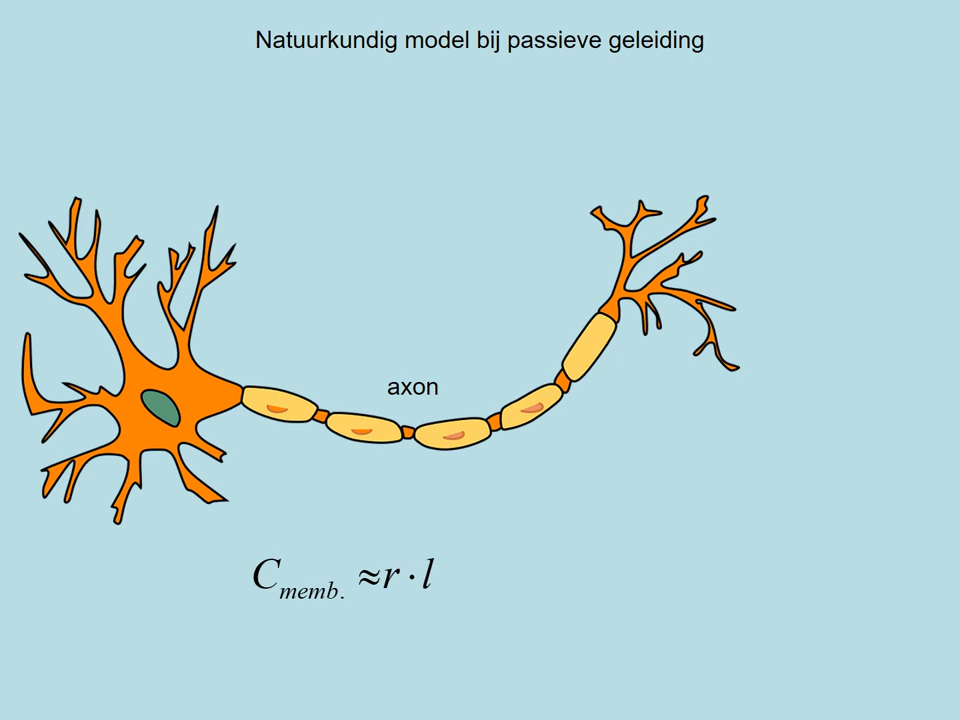 Natuurkundig model bij passieve geleiding
axon
C_memb. ≈ r · l